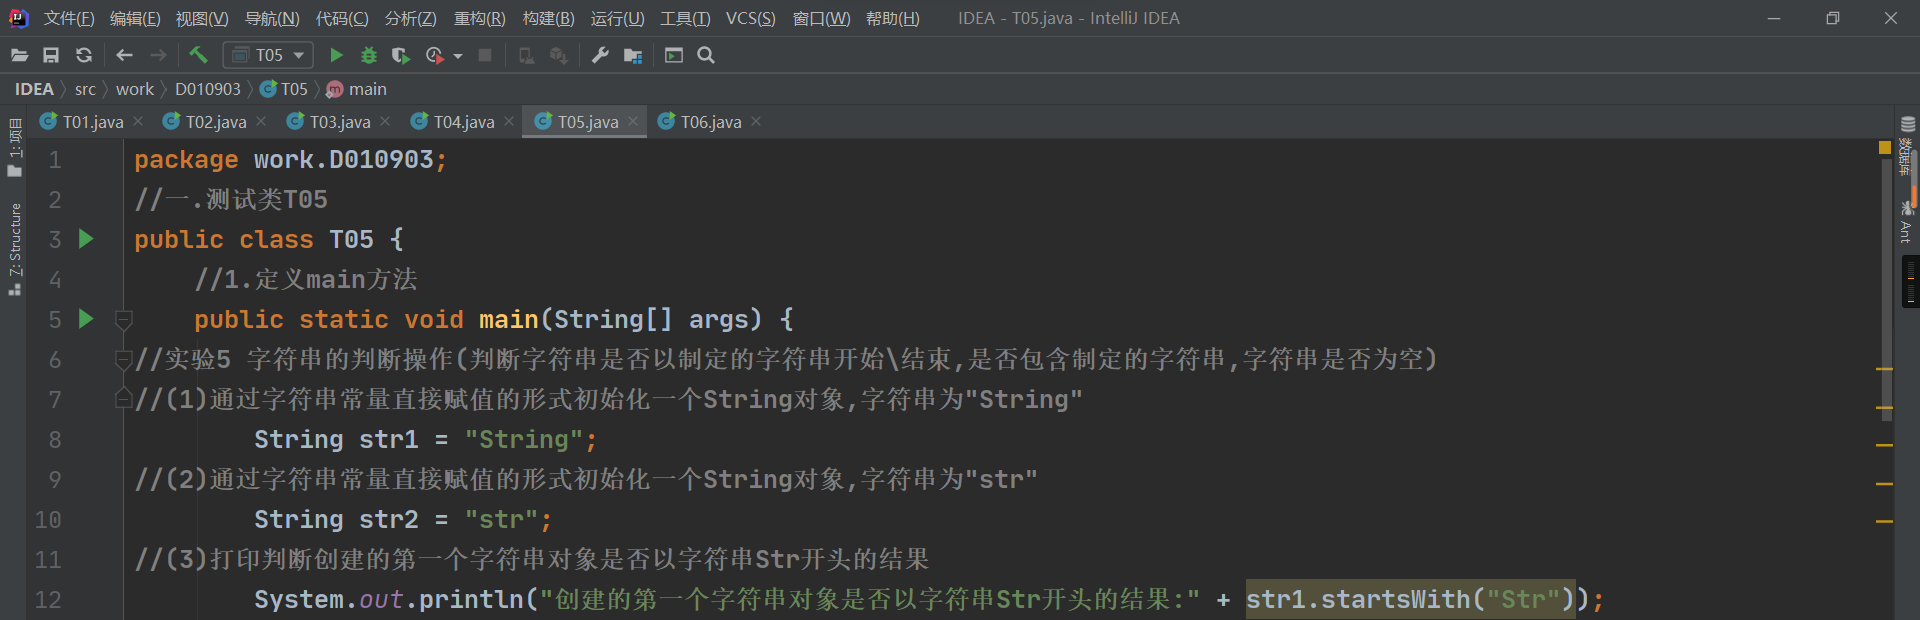 文件(F) 编辑(E) 视图(V) 导航(N) 代码(C) 分析(Z) 重构(R) 构建(B) 运行(U) 工具(T) VCS(S) 窗口(W) 帮助(H) IDEA - T05.java - IntelliJ IDEA
T05
IDEA src work D010903 T05 main
T01.java T02.java T03.java T04.java T05.java T06.java
1:项目
7: Structure
数据库
Ant
1 package work.D010903;
2 //一.测试类T05
3 public class T05 {
4 //1.定义main方法
5 public static void main(String[] args) {
6 //实验5 字符串的判断操作(判断字符串是否以制定的字符串开始\结束,是否包含制定的字符串,字符串是否为空)
7 //(1)通过字符串常量直接赋值的形式初始化一个String对象,字符串为"String"
8 String str1 = "String";
9 //(2)通过字符串常量直接赋值的形式初始化一个String对象,字符串为"str"
10 String str2 = "str";
11 //(3)打印判断创建的第一个字符串对象是否以字符串Str开头的结果
12 System.out.println("创建的第一个字符串对象是否以字符串Str开头的结果:" + str1.startsWith("Str"));